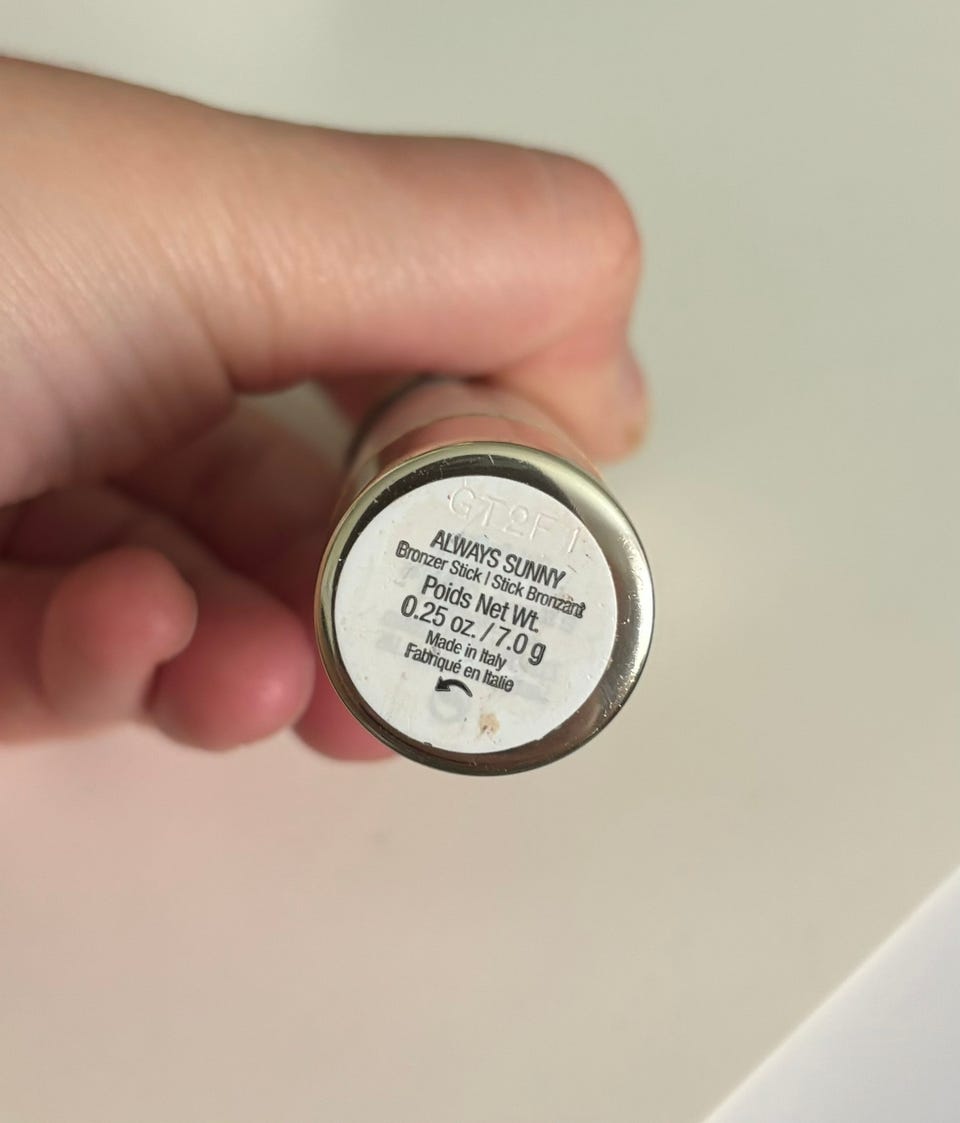 GT2F1
ALWAYS SUNNY
Bronzer Stick | Stick Bronzant
Poids Net Wt.
0.25 oz. / 7.0 g
Made in Italy
Fabriqué en Italie